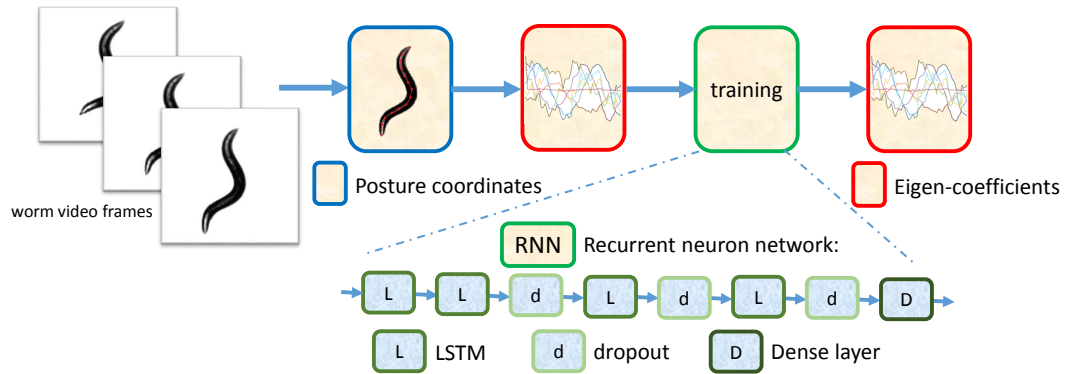 training
Posture coordinates
Eigen-coefficients
worm video frames
RNN Recurrent neuron network:
L L d L d L d D
L LSTM d dropout D Dense layer